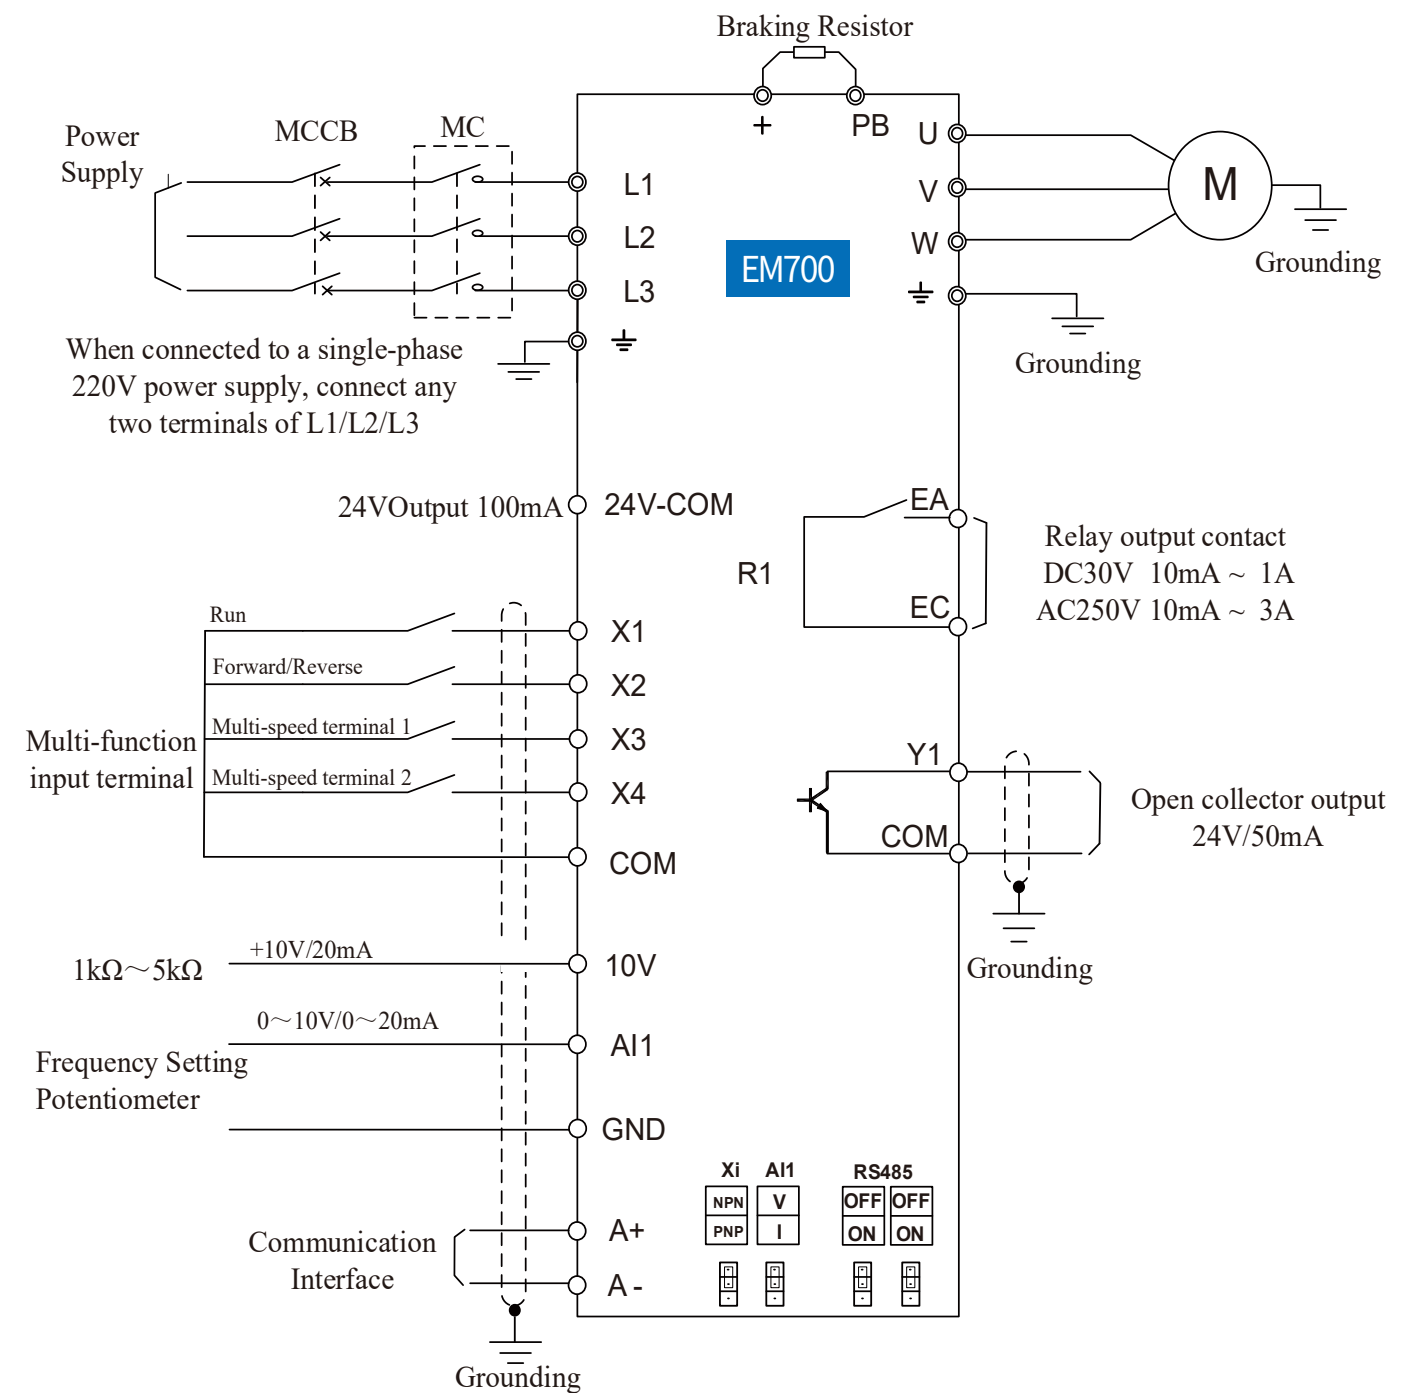 Braking Resistor
+
PB
Power
Supply
MCCB
MC
L1
L2
L3
U
V
W
M
EM700
Grounding
Grounding
When connected to a single-phase
220V power supply, connect any
two terminals of L1/L2/L3
24VOutput 100mA
24V-COM
EA
R1
EC
Relay output contact
DC30V 10mA ~ 1A
AC250V 10mA ~ 3A
Run
X1
Forward/Reverse
X2
Multi-function
input terminal
Multi-speed terminal 1
X3
Multi-speed terminal 2
X4
COM
Y1
COM
Open collector output
24V/50mA
Grounding
1kΩ～5kΩ
+10V/20mA
10V
0～10V/0～20mA
AI1
Frequency Setting
Potentiometer
GND
Xi AI1 RS485
NPN V OFF OFF
PNP I ON ON
Communication
Interface
A+
A -
Grounding